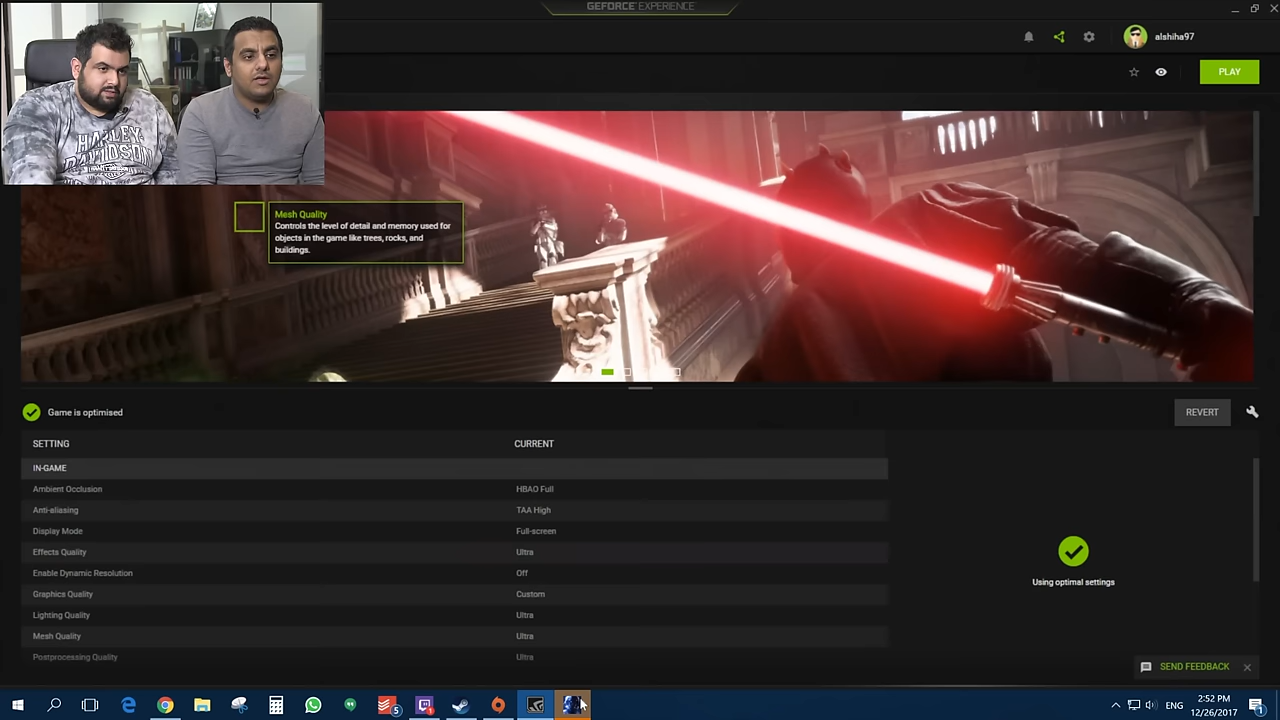 GEFORCE EXPERIENCE
alshiha97
PLAY
HARLEY
DAVIDSON
Mesh Quality
Controls the level of detail and memory used for
objects in the game like trees, rocks, and
buildings.
Game is optimised
REVERT
SETTING CURRENT
IN-GAME
Ambient Occlusion HBAO Full
Anti-aliasing TAA High
Display Mode Full-screen
Effects Quality Ultra
Enable Dynamic Resolution Off
Graphics Quality Custom
Lighting Quality Ultra
Mesh Quality Ultra
Postprocessing Quality Ultra
Using optimal settings
SEND FEEDBACK
5
1
ENG
2:52 PM
12/26/2017
1